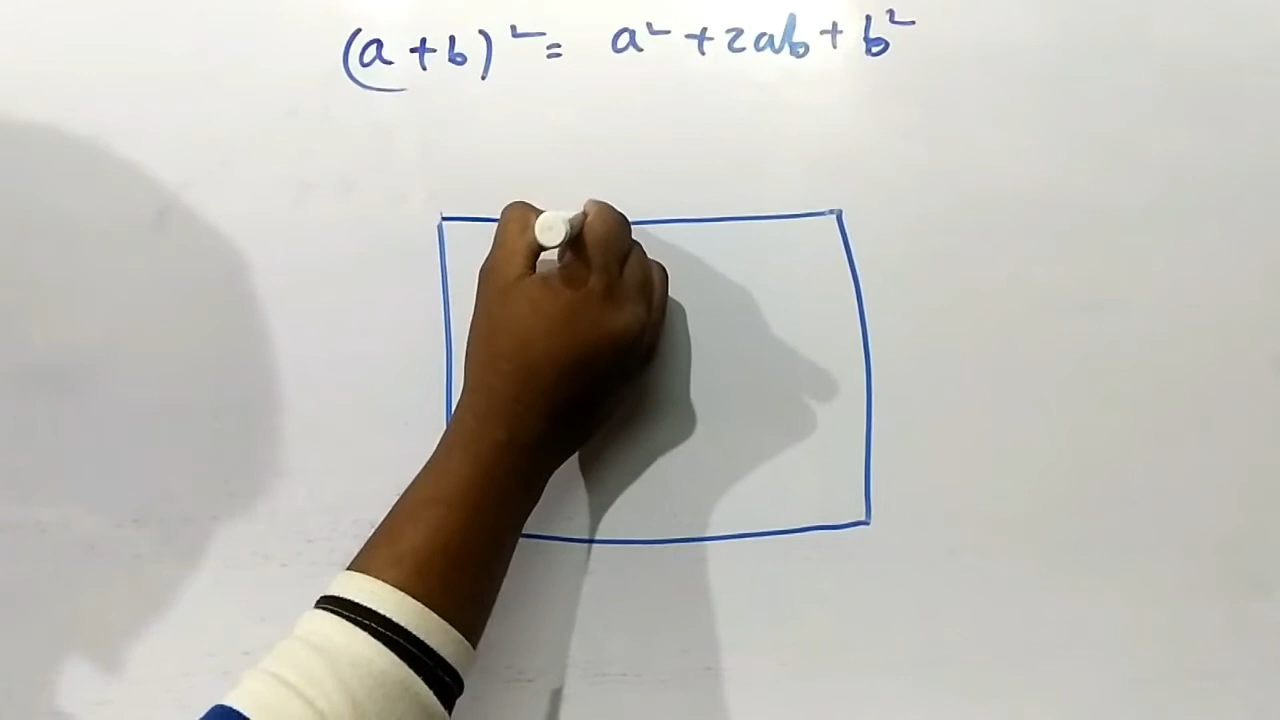 (a+b)² = a² + 2ab + b²